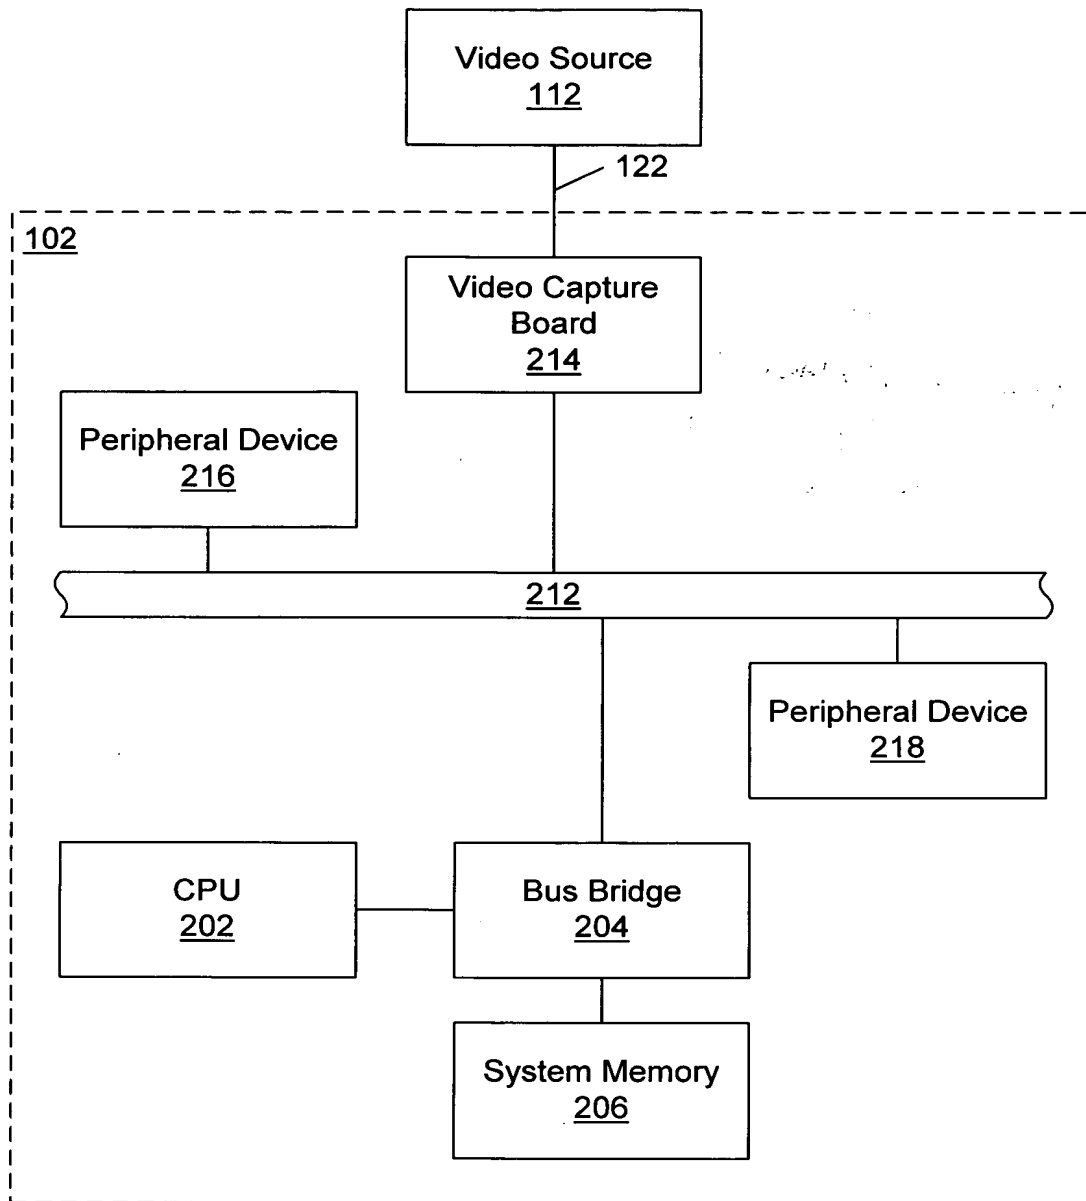 Video Source
112
122
102
Video Capture
Board
214
Peripheral Device
216
212
Peripheral Device
218
CPU
202
Bus Bridge
204
System Memory
206